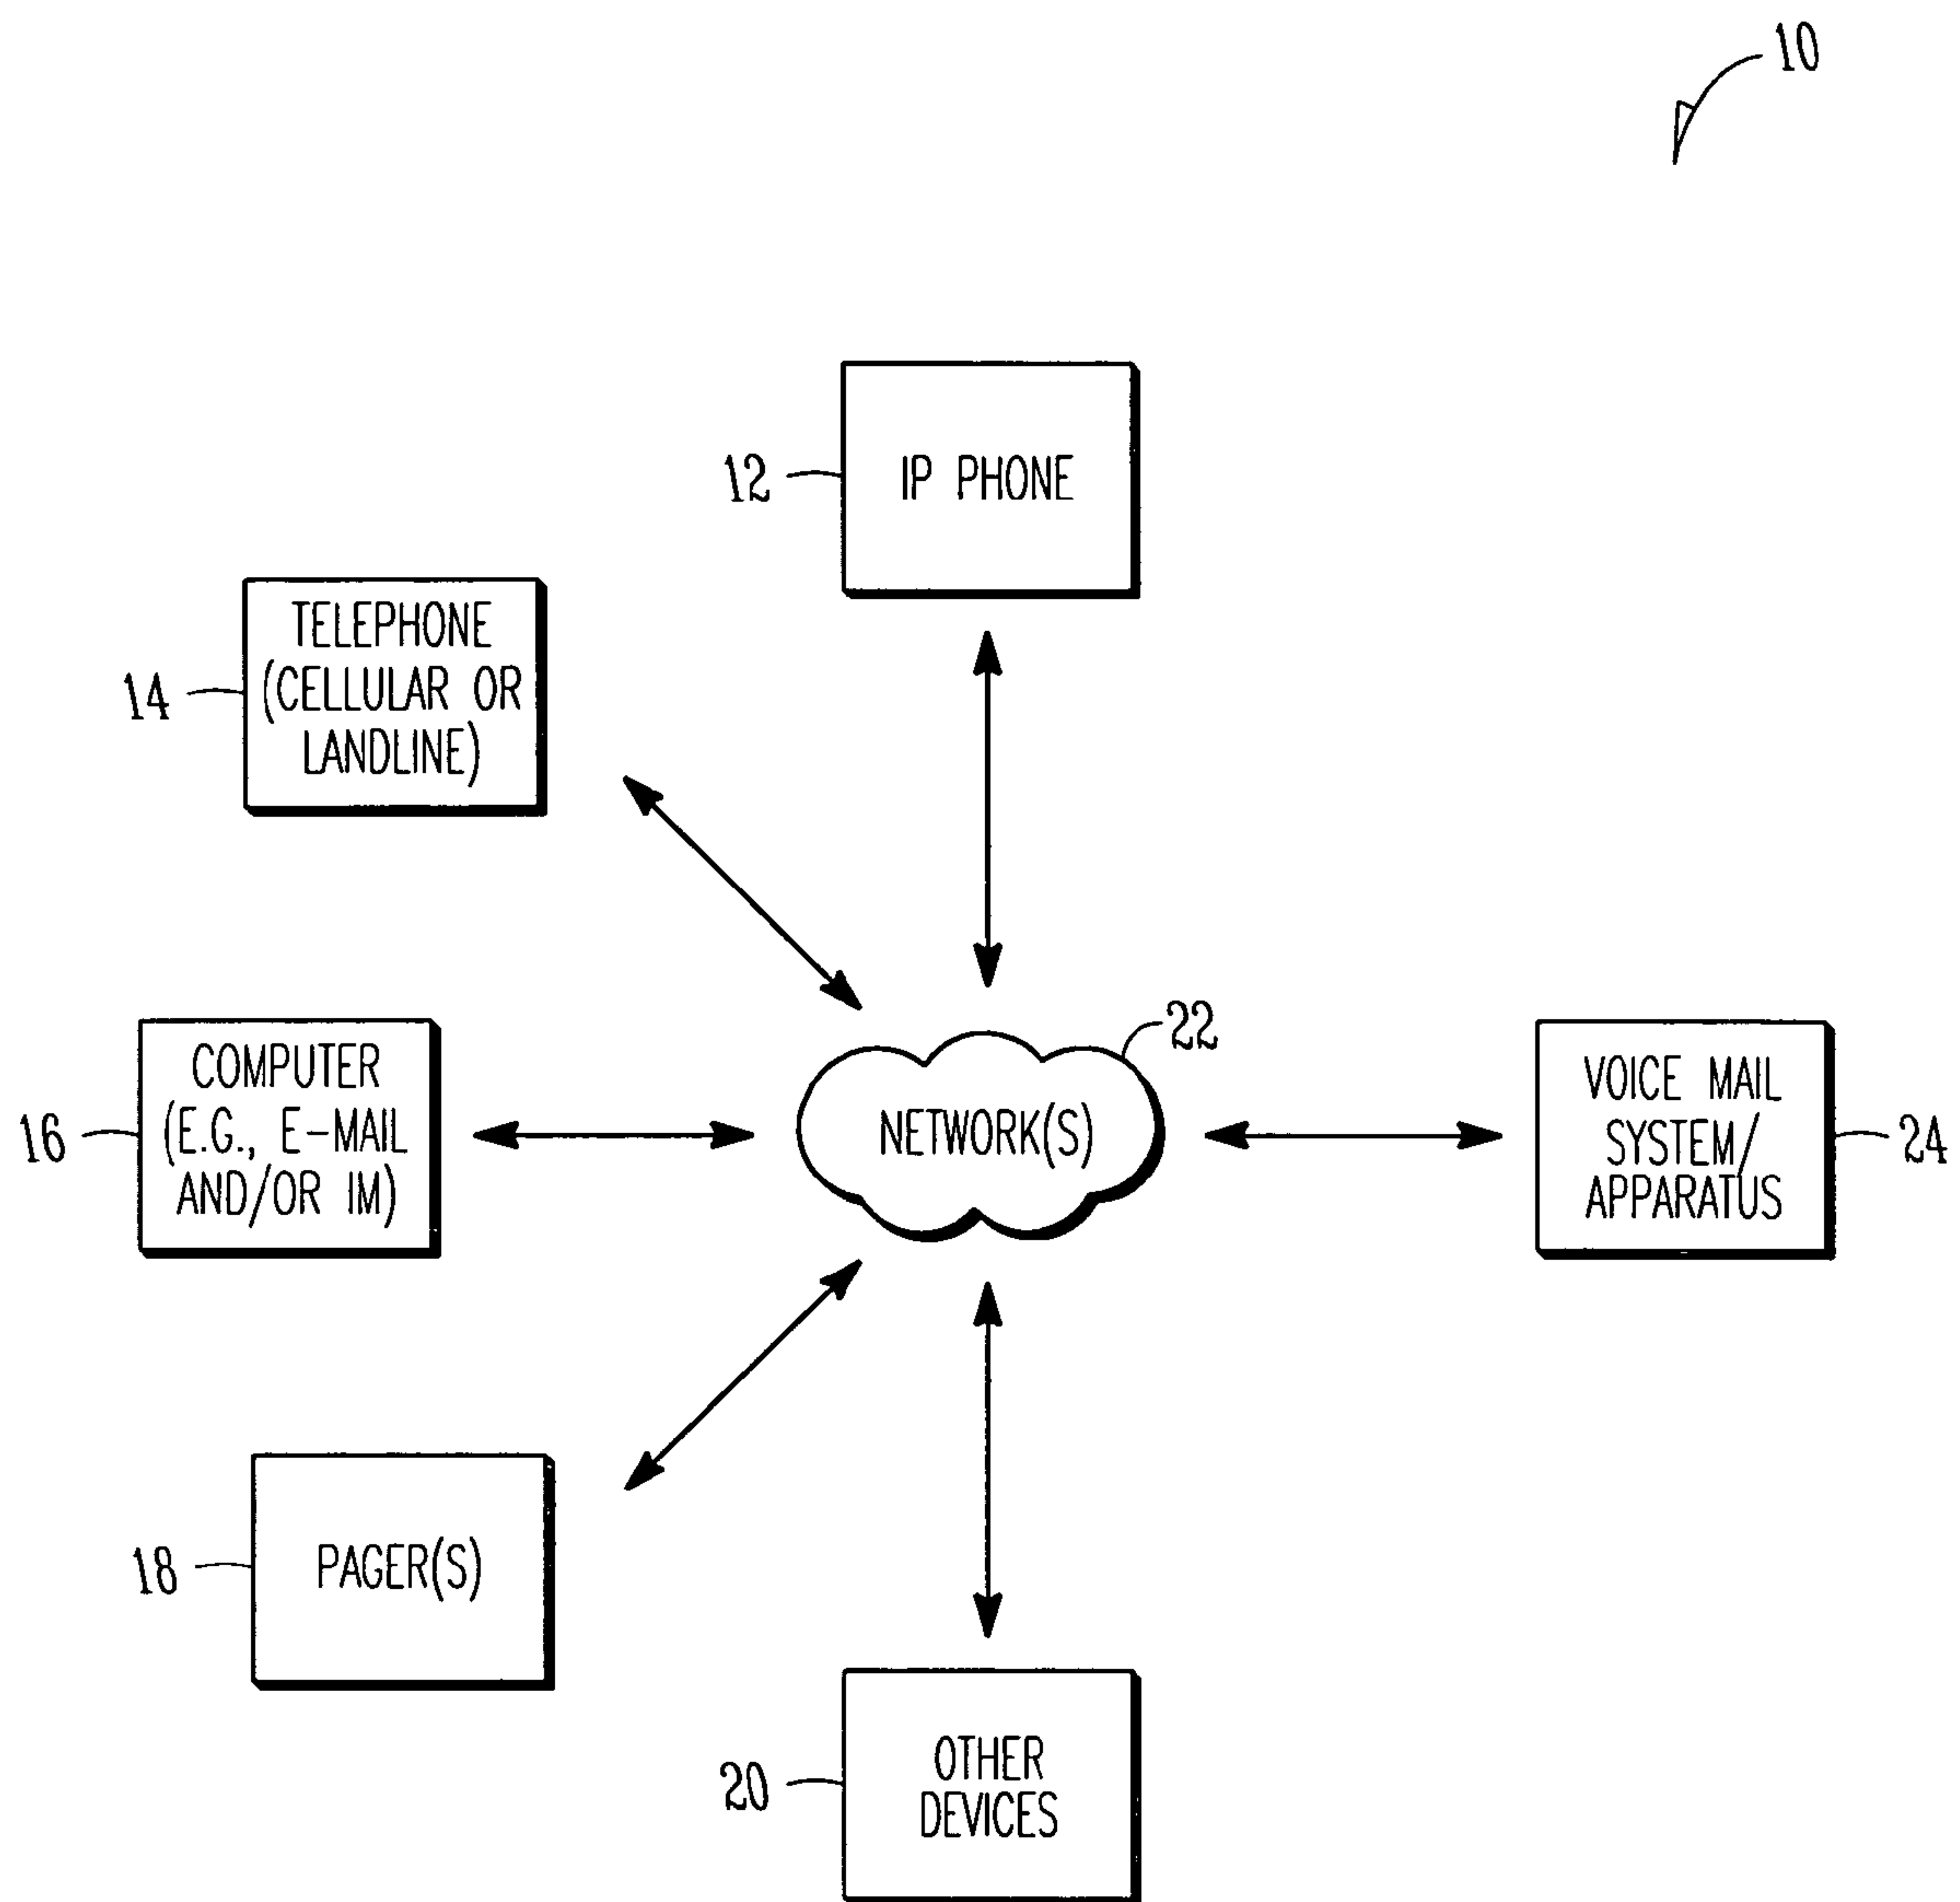 10
12
IP PHONE
14
TELEPHONE
(CELLULAR OR
LANDLINE)
16
COMPUTER
(E.G., E-MAIL
AND/OR IM)
22
NETWORK(S)
VOICE MAIL
SYSTEM/
APPARATUS
24
18
PAGER(S)
20
OTHER
DEVICES